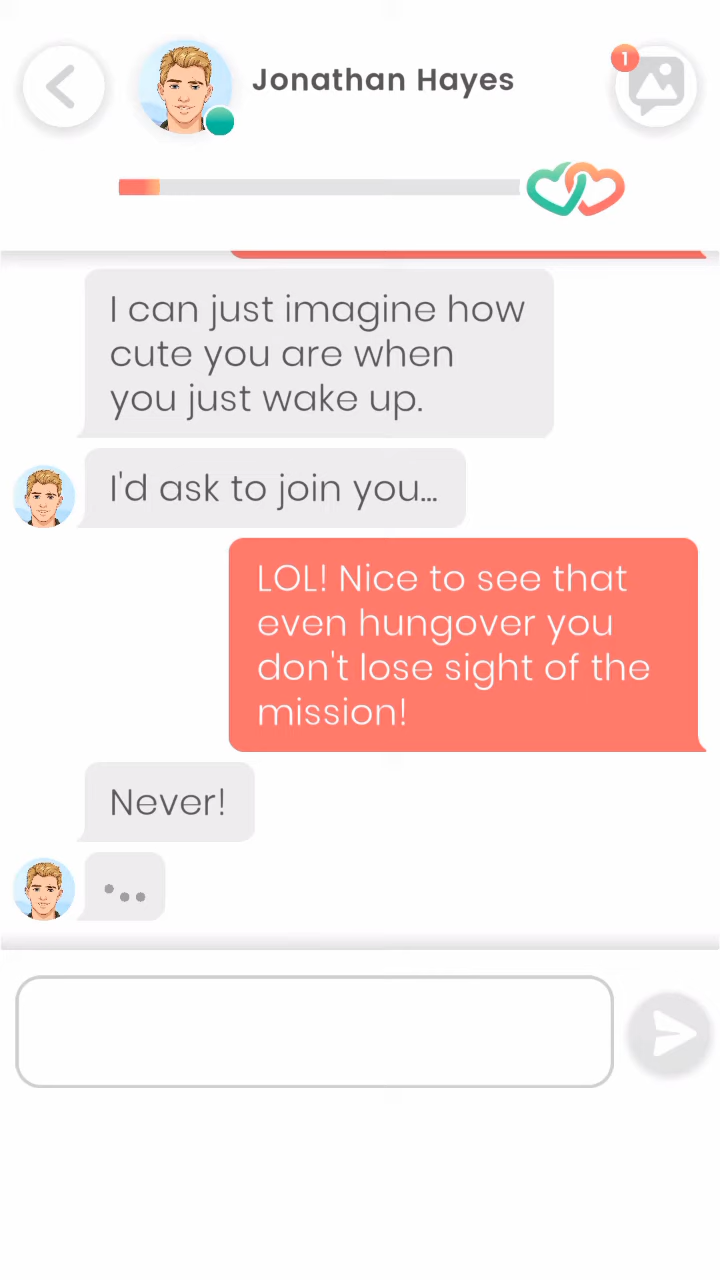 Jonathan Hayes
1
I can just imagine how
cute you are when
you just wake up.
I'd ask to join you...
LOL! Nice to see that
even hungover you
don't lose sight of the
mission!
Never!